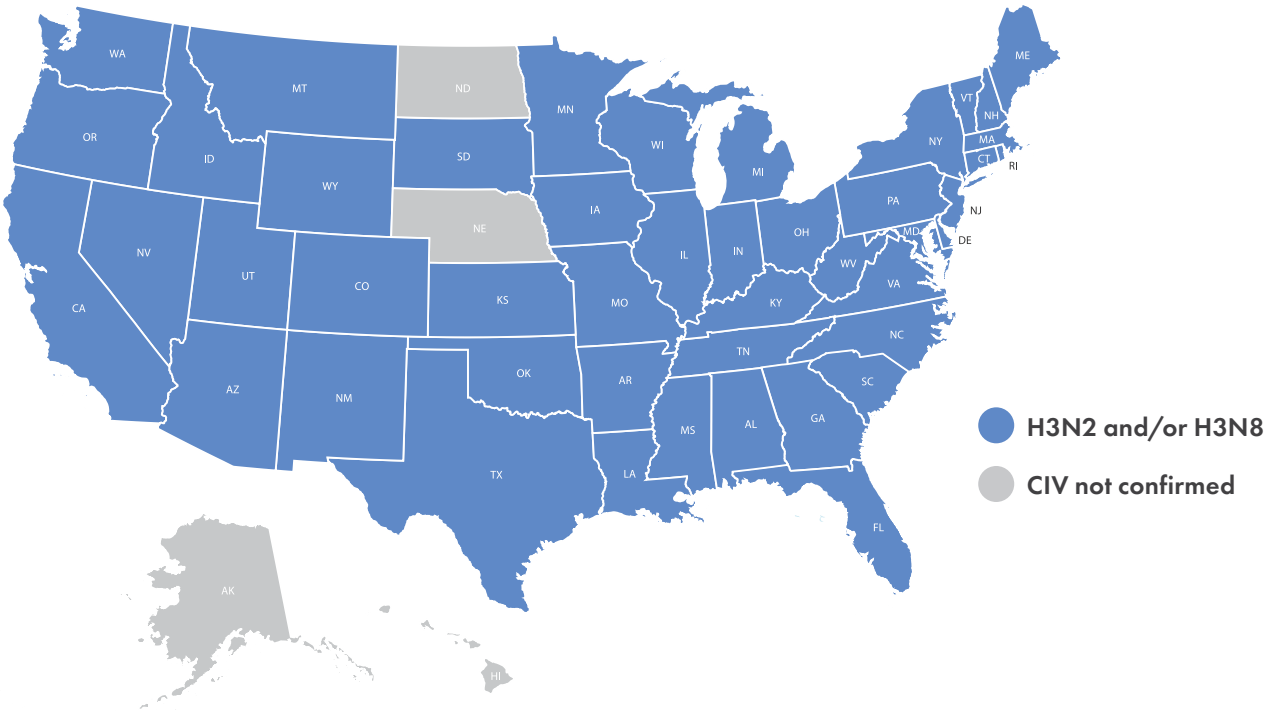 WA
MT
ND
MN
ME
VT
NH
OR
ID
SD
WI
NY
MA
CT
RI
WY
MI
NE
IA
PA
NJ
NV
UT
CO
IL
IN
OH
MD
DE
WV
VA
CA
KS
MO
KY
NC
AZ
NM
OK
AR
TN
SC
MS
AL
GA
H3N2 and/or H3N8
TX
LA
CIV not confirmed
FL
AK
HI